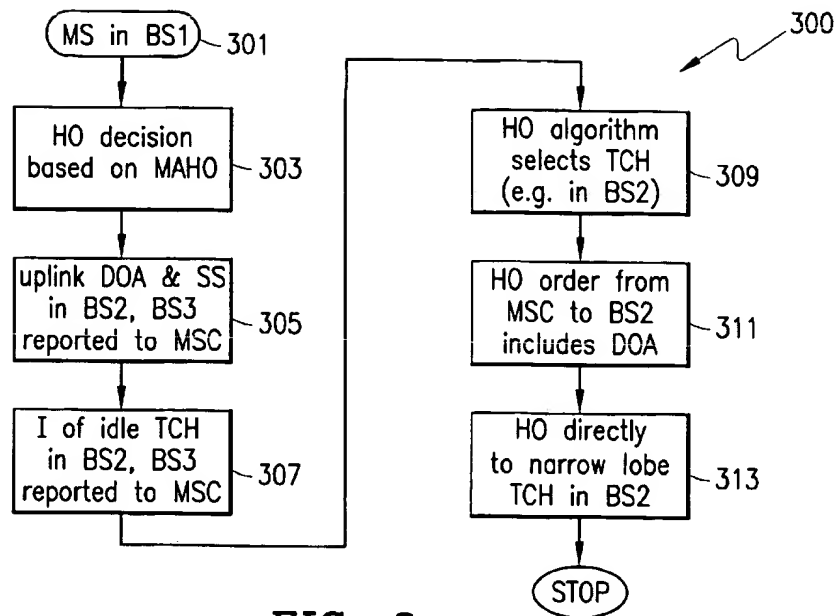 MS in BS1
301
HO decision
based on MAHO
303
uplink DOA & SS
in BS2, BS3
reported to MSC
305
I of idle TCH
in BS2, BS3
reported to MSC
307
300
HO algorithm
selects TCH
(e.g. in BS2)
309
HO order from
MSC to BS2
includes DOA
311
HO directly
to narrow lobe
TCH in BS2
313
STOP